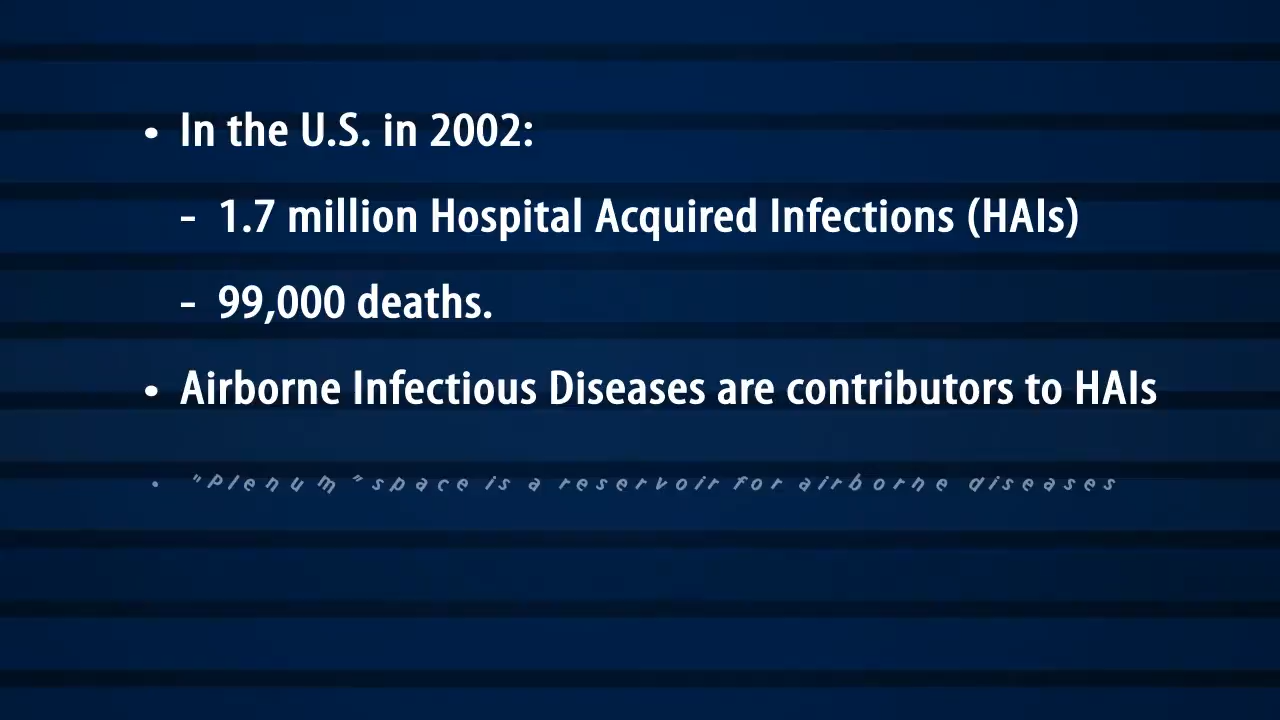 • In the U.S. in 2002:
- 1.7 million Hospital Acquired Infections (HAIs)
- 99,000 deaths.
• Airborne Infectious Diseases are contributors to HAIs
• "Plenum" space is a reservoir for airborne diseases